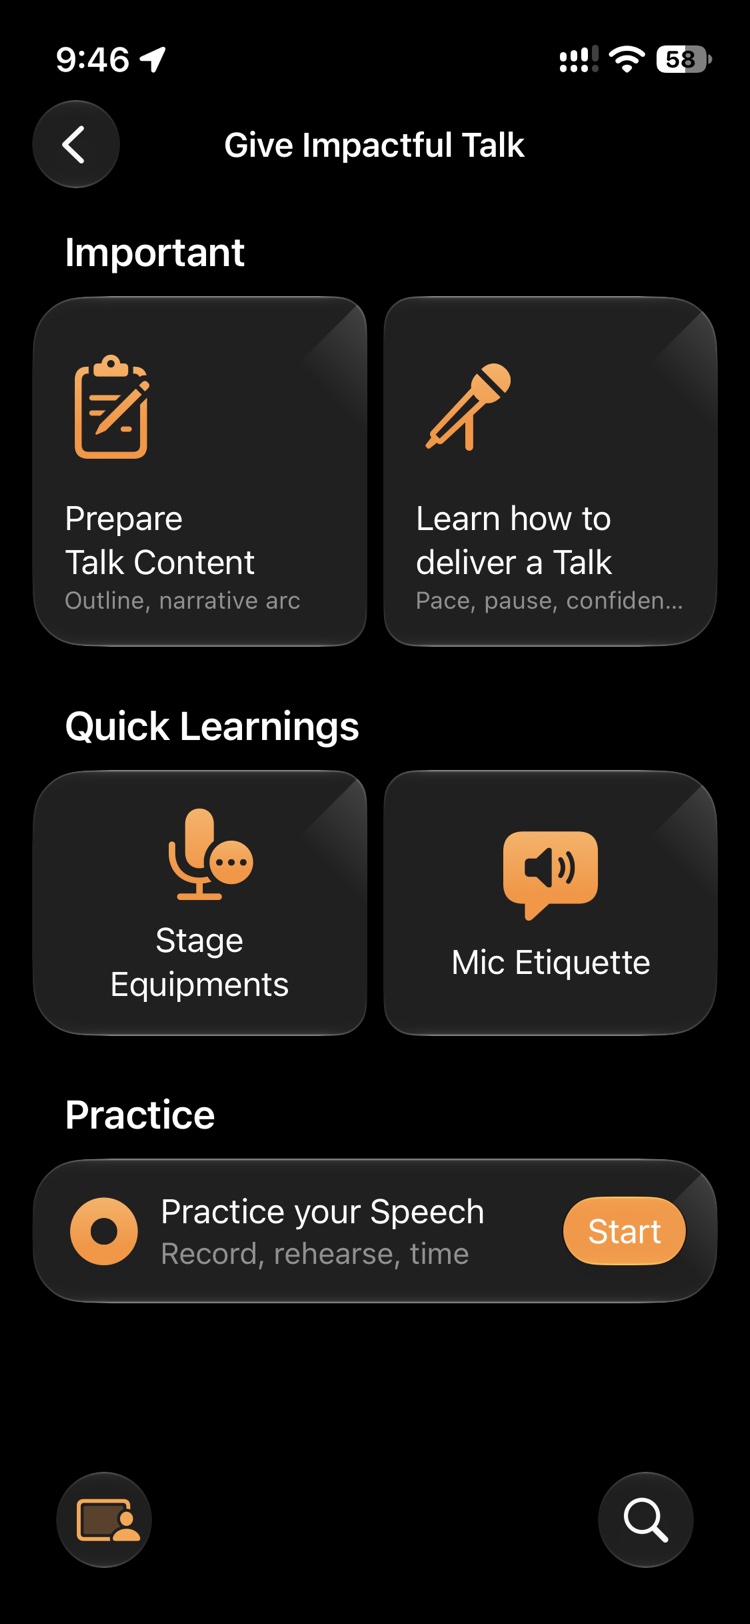 9:46
58
Give Impactful Talk
Important
Prepare
Talk Content
Outline, narrative arc
Learn how to
deliver a Talk
Pace, pause, confiden...
Quick Learnings
Stage
Equipments
Mic Etiquette
Practice
Practice your Speech
Record, rehearse, time
Start